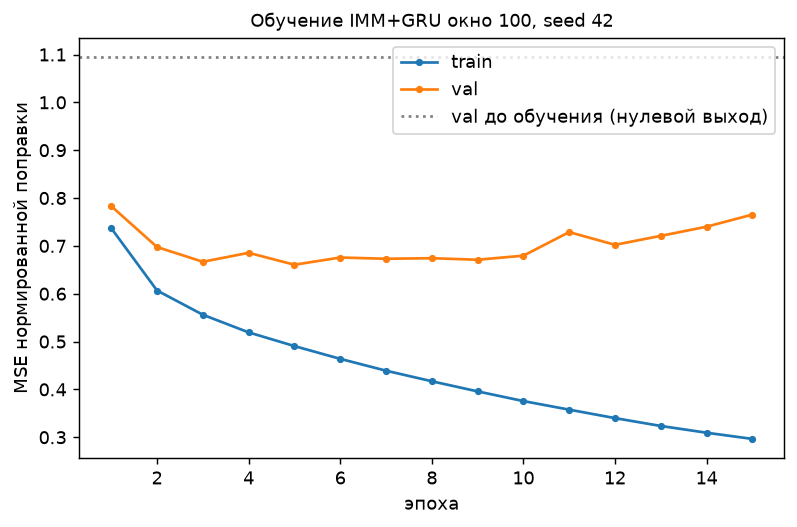 Обучение IMM+GRU окно 100, seed 42
MSE нормированной поправки
1.1
1.0
0.9
0.8
0.7
0.6
0.5
0.4
0.3
train
val
val до обучения (нулевой выход)
2 4 6 8 10 12 14
эпоха